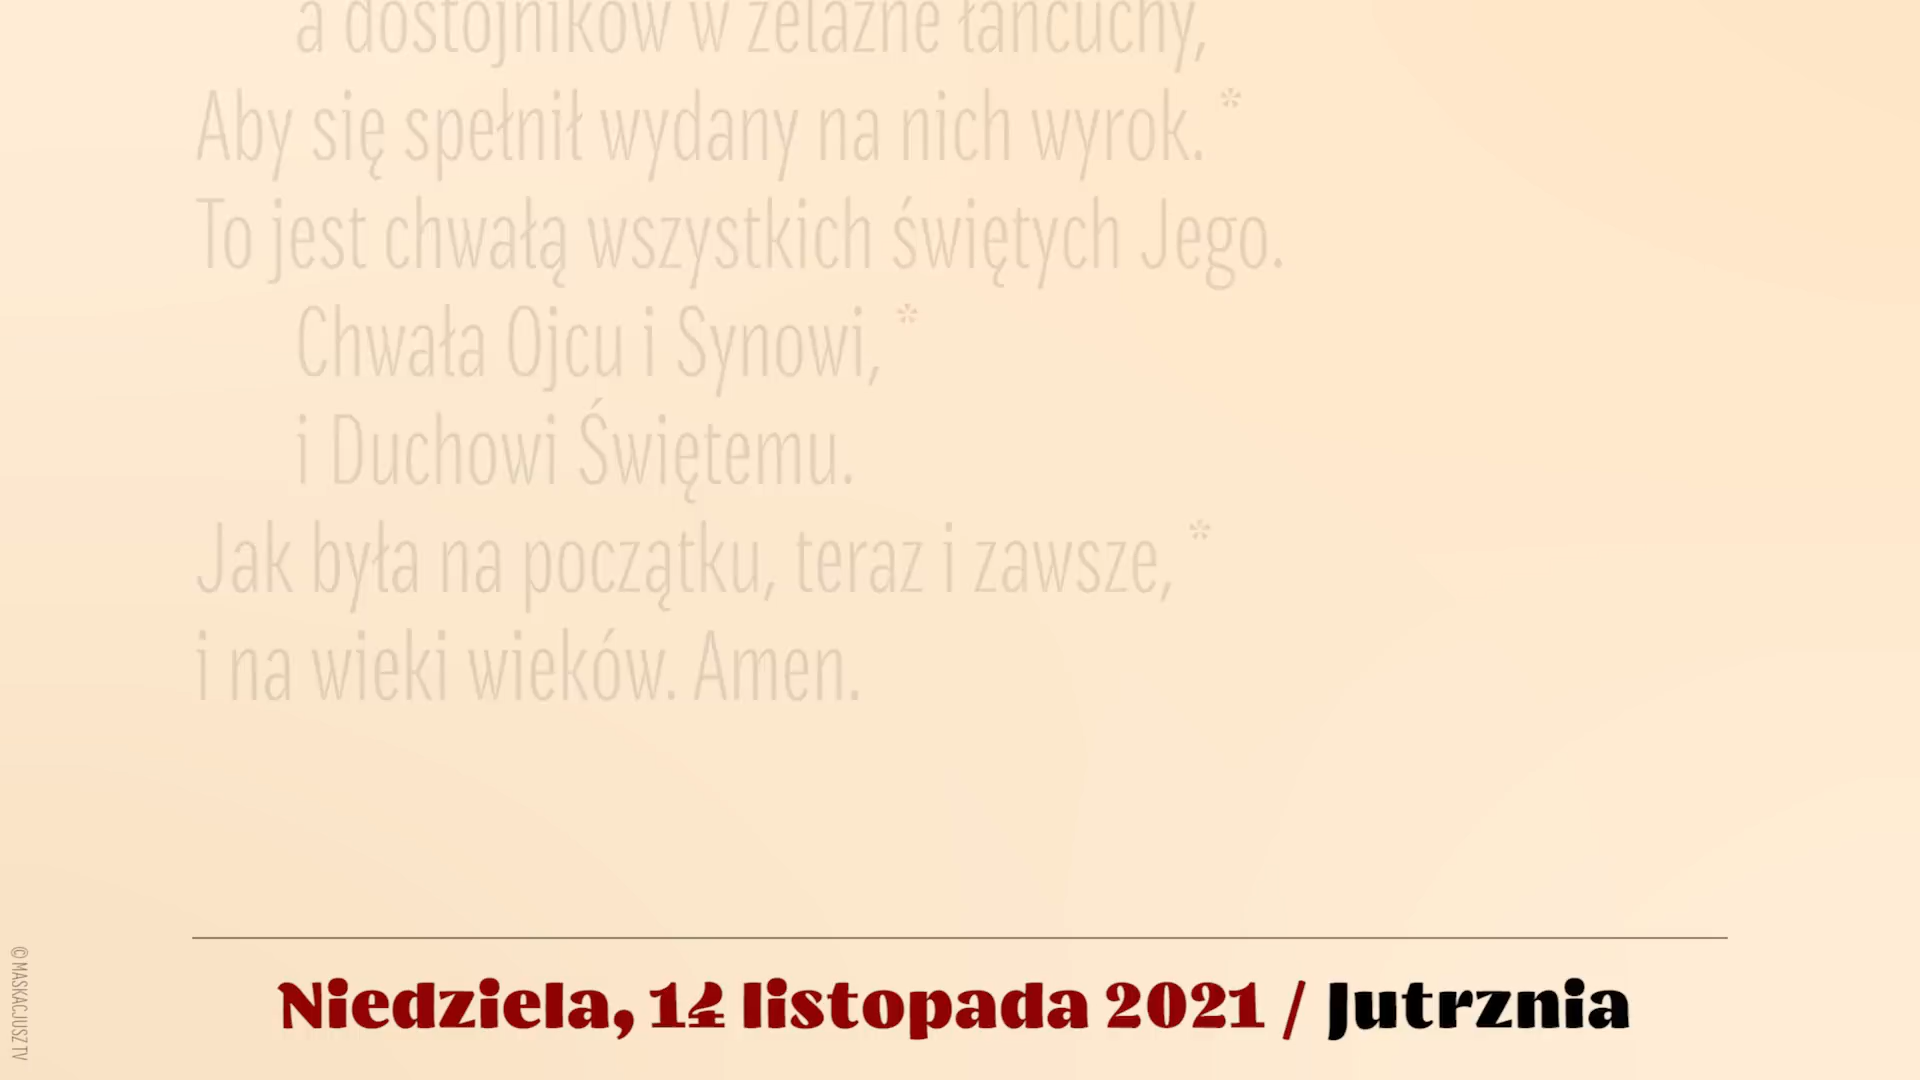 a dostojników w żelazne łańcuchy,
Aby się spełnił wydany na nich wyrok. *
To jest chwałą wszystkich świętych Jego.
Chwała Ojcu i Synowi, *
i Duchowi Świętemu.
Jak była na początku, teraz i zawsze, *
i na wieki wieków. Amen.
Niedziela, 14 listopada 2021 / Jutrznia
© MASKACJUSZ TV